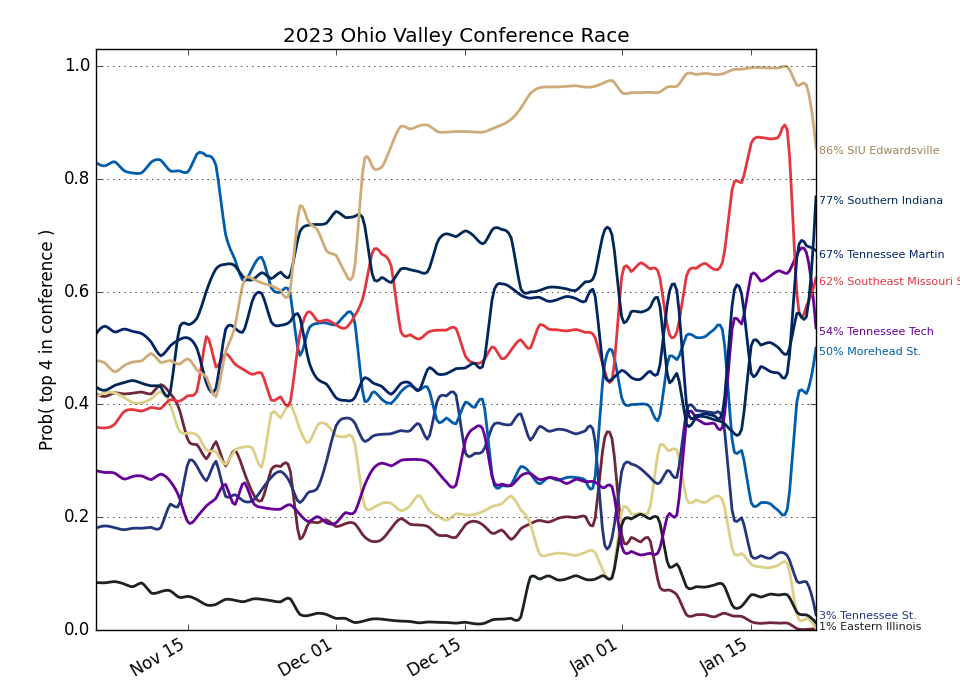 2023 Ohio Valley Conference Race
Prob( top 4 in conference )
1.0
0.8
0.6
0.4
0.2
0.0
Nov 15
Dec 01
Dec 15
Jan 01
Jan 15
86% SIU Edwardsville
77% Southern Indiana
67% Tennessee Martin
62% Southeast Missouri S
54% Tennessee Tech
50% Morehead St.
3% Tennessee St.
1% Eastern Illinois